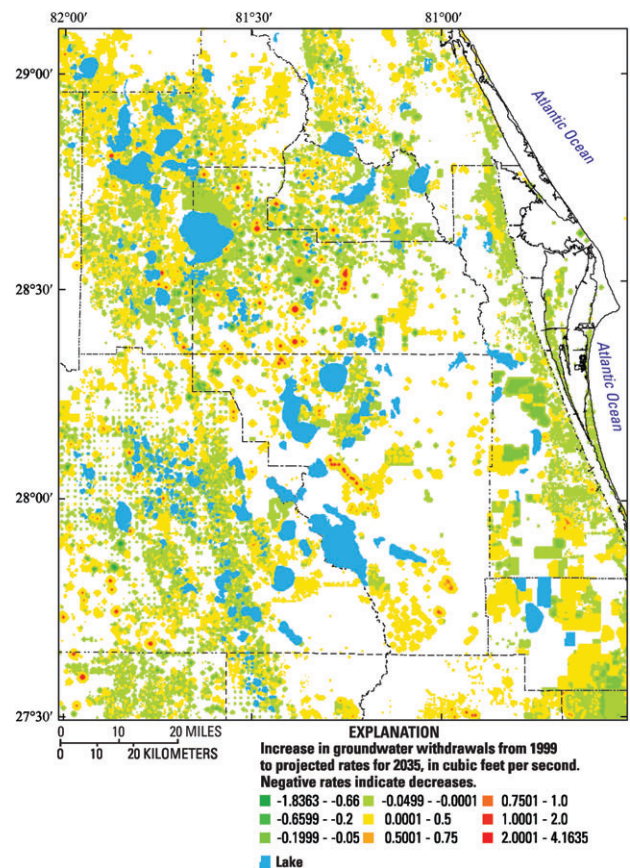 82°00'
81°30'
81°00'
29°00'
28°30'
28°00'
27°30'
Atlantic Ocean
Atlantic Ocean
0 10 20 MILES
0 10 20 KILOMETERS
EXPLANATION
Increase in groundwater withdrawals from 1999
to projected rates for 2035, in cubic feet per second.
Negative rates indicate decreases.
-1.8363 - -0.66
-0.6599 - -0.2
-0.1999 - -0.05
-0.0499 - -0.0001
0.0001 - 0.5
0.5001 - 0.75
0.7501 - 1.0
1.0001 - 2.0
2.0001 - 4.1635
Lake